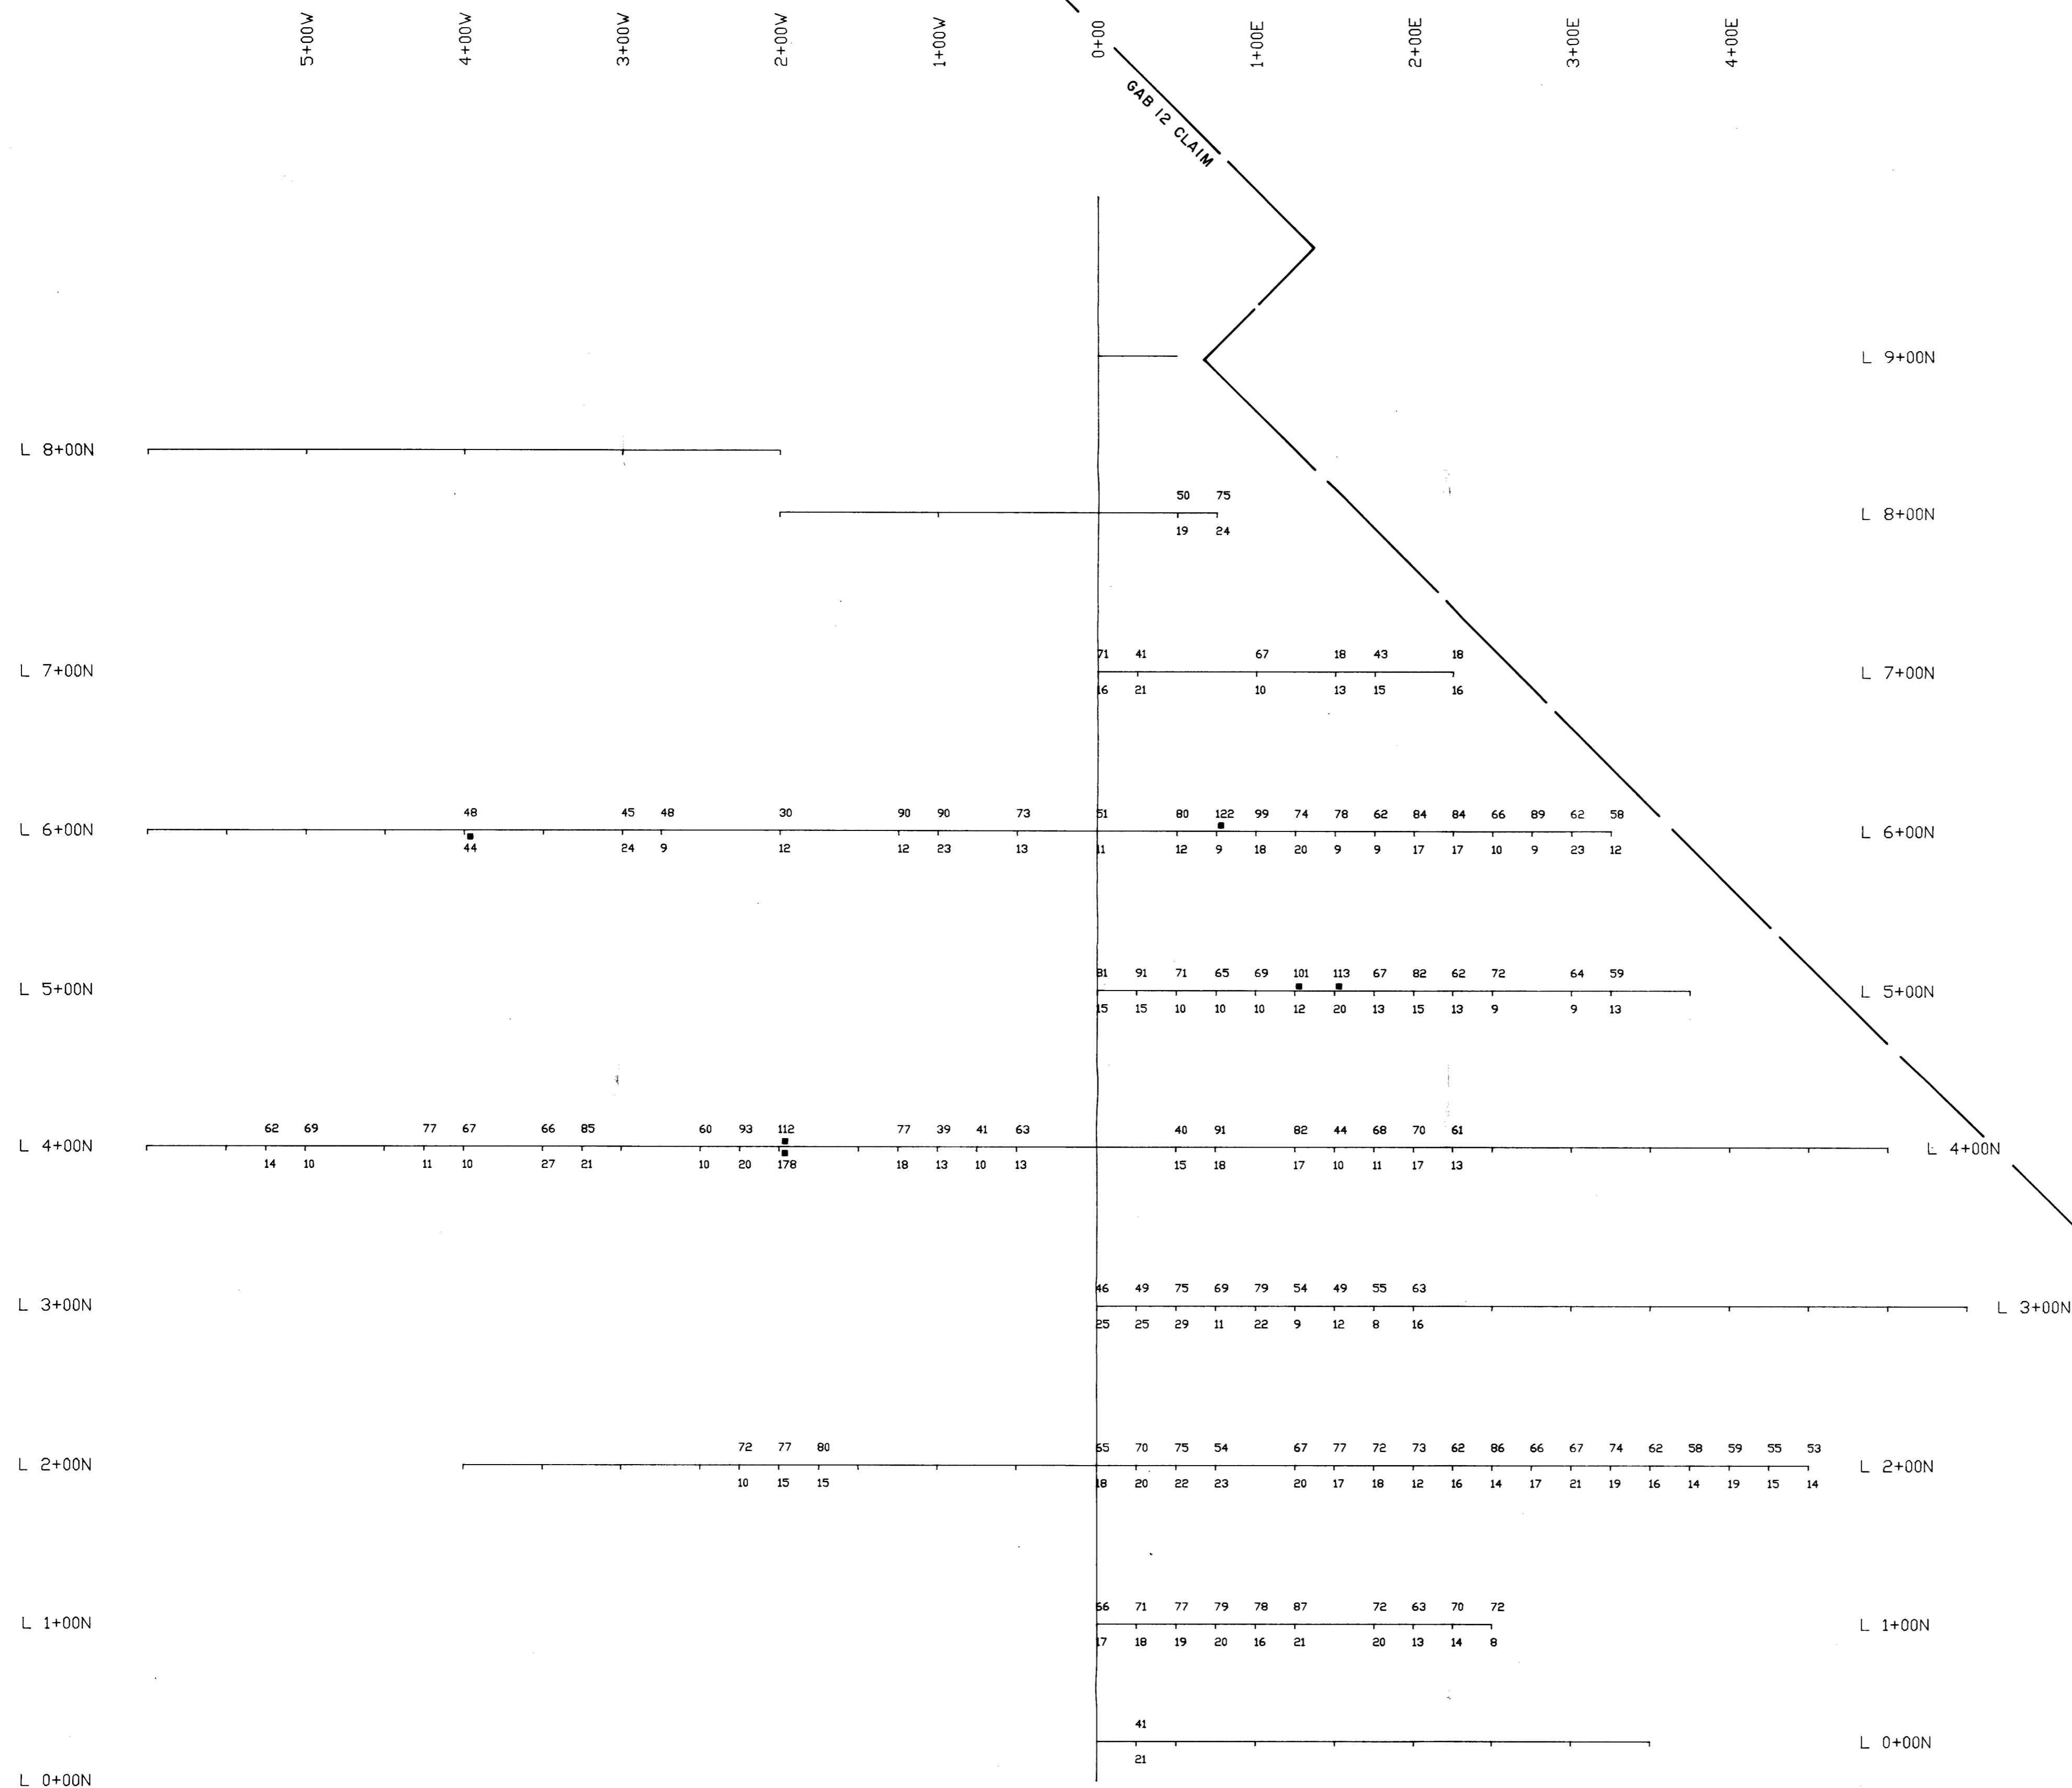 5+00W 4+00W 3+00W 2+00W 1+00W 0+00 1+00E 2+00E 3+00E 4+00E
GAB 12 CLAIM
L 9+00N
L 8+00N
50 75
L 8+00N
19 24
71 41 67 18 43 18
L 7+00N L 7+00N
16 21 10 13 15 16
48 45 48 30 90 90 73 51 80 122 99 74 78 62 84 84 66 89 62 58
L 6+00N L 6+00N
44 24 9 12 12 23 13 11 12 9 18 20 9 9 17 17 10 9 23 12
81 91 71 65 69 101 113 67 82 62 72 64 59
L 5+00N L 5+00N
15 15 10 10 10 12 20 13 15 13 9 9 13
62 69 77 67 66 85 60 93 112 77 39 41 63 40 91 82 44 68 70 61
L 4+00N L 4+00N
14 10 11 10 27 21 10 20 178 18 13 10 13 15 18 17 10 11 17 13
46 49 75 69 79 54 49 55 63
L 3+00N L 3+00N
25 25 29 11 22 9 12 8 16
72 77 80 65 70 75 54 67 77 72 73 62 86 66 67 74 62 58 59 55 53
L 2+00N L 2+00N
10 15 15 18 20 22 23 20 17 18 12 16 14 17 21 19 16 14 19 15 14
66 71 77 79 78 87 72 63 70 72
L 1+00N L 1+00N
17 18 19 20 16 21 20 13 14 8
41
L 0+00N
21
L 0+00N